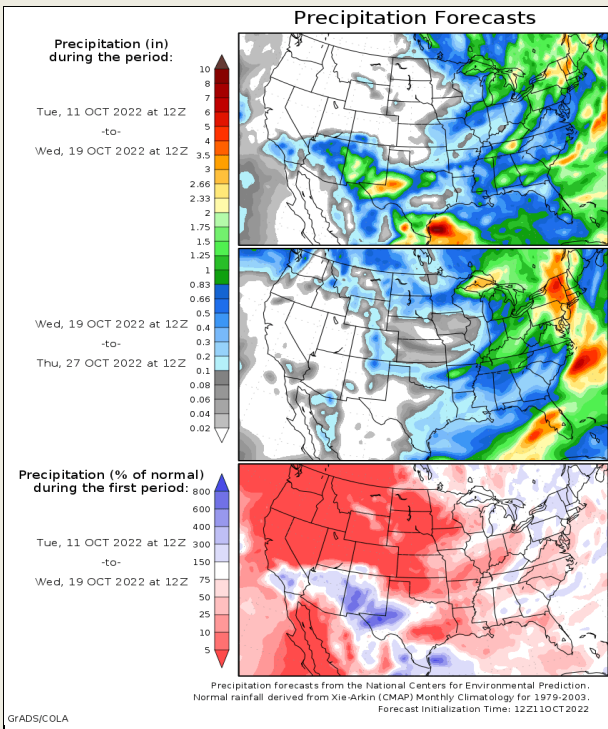 Precipitation Forecasts
Precipitation (in)
during the period:
Tue, 11 OCT 2022 at 12Z
-to-
Wed, 19 OCT 2022 at 12Z
10
8
7
6
5
4
3.5
3
2.66
2.33
2
1.75
1.5
1.25
1
0.83
0.66
0.5
0.4
0.3
0.2
0.1
0.08
0.06
0.04
0.02
Wed, 19 OCT 2022 at 12Z
-to-
Thu, 27 OCT 2022 at 12Z
Precipitation (% of normal)
during the first period:
Tue, 11 OCT 2022 at 12Z
-to-
Wed, 19 OCT 2022 at 12Z
800
600
400
300
150
75
50
25
10
5
Precipitation forecasts from the National Centers for Environmental Prediction.
Normal rainfall derived from Xie-Arkin (CMAP) Monthly Climatology for 1979-2003.
Forecast Initialization Time: 12Z11OCT2022
GrADS/COLA